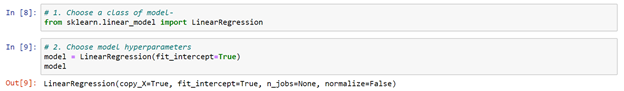 In [8]: # 1. Choose a class of model-
from sklearn.linear_model import LinearRegression
In [9]: # 2. Choose model hyperparameters
model = LinearRegression(fit_intercept=True)
model
Out[9]: LinearRegression(copy_X=True, fit_intercept=True, n_jobs=None, normalize=False)